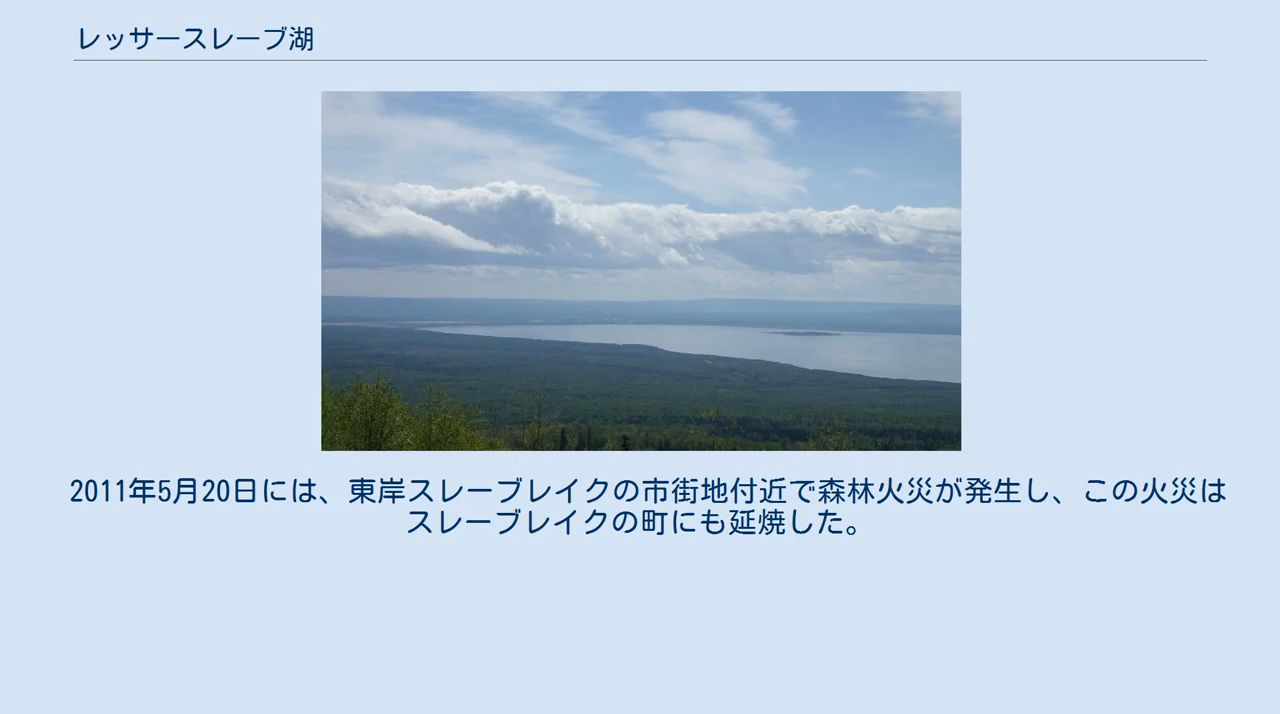 レッサースレーブ湖
2011年5月20日には、東岸スレーブレイクの市街地付近で森林火災が発生し、この火災は
スレーブレイクの町にも延焼した。